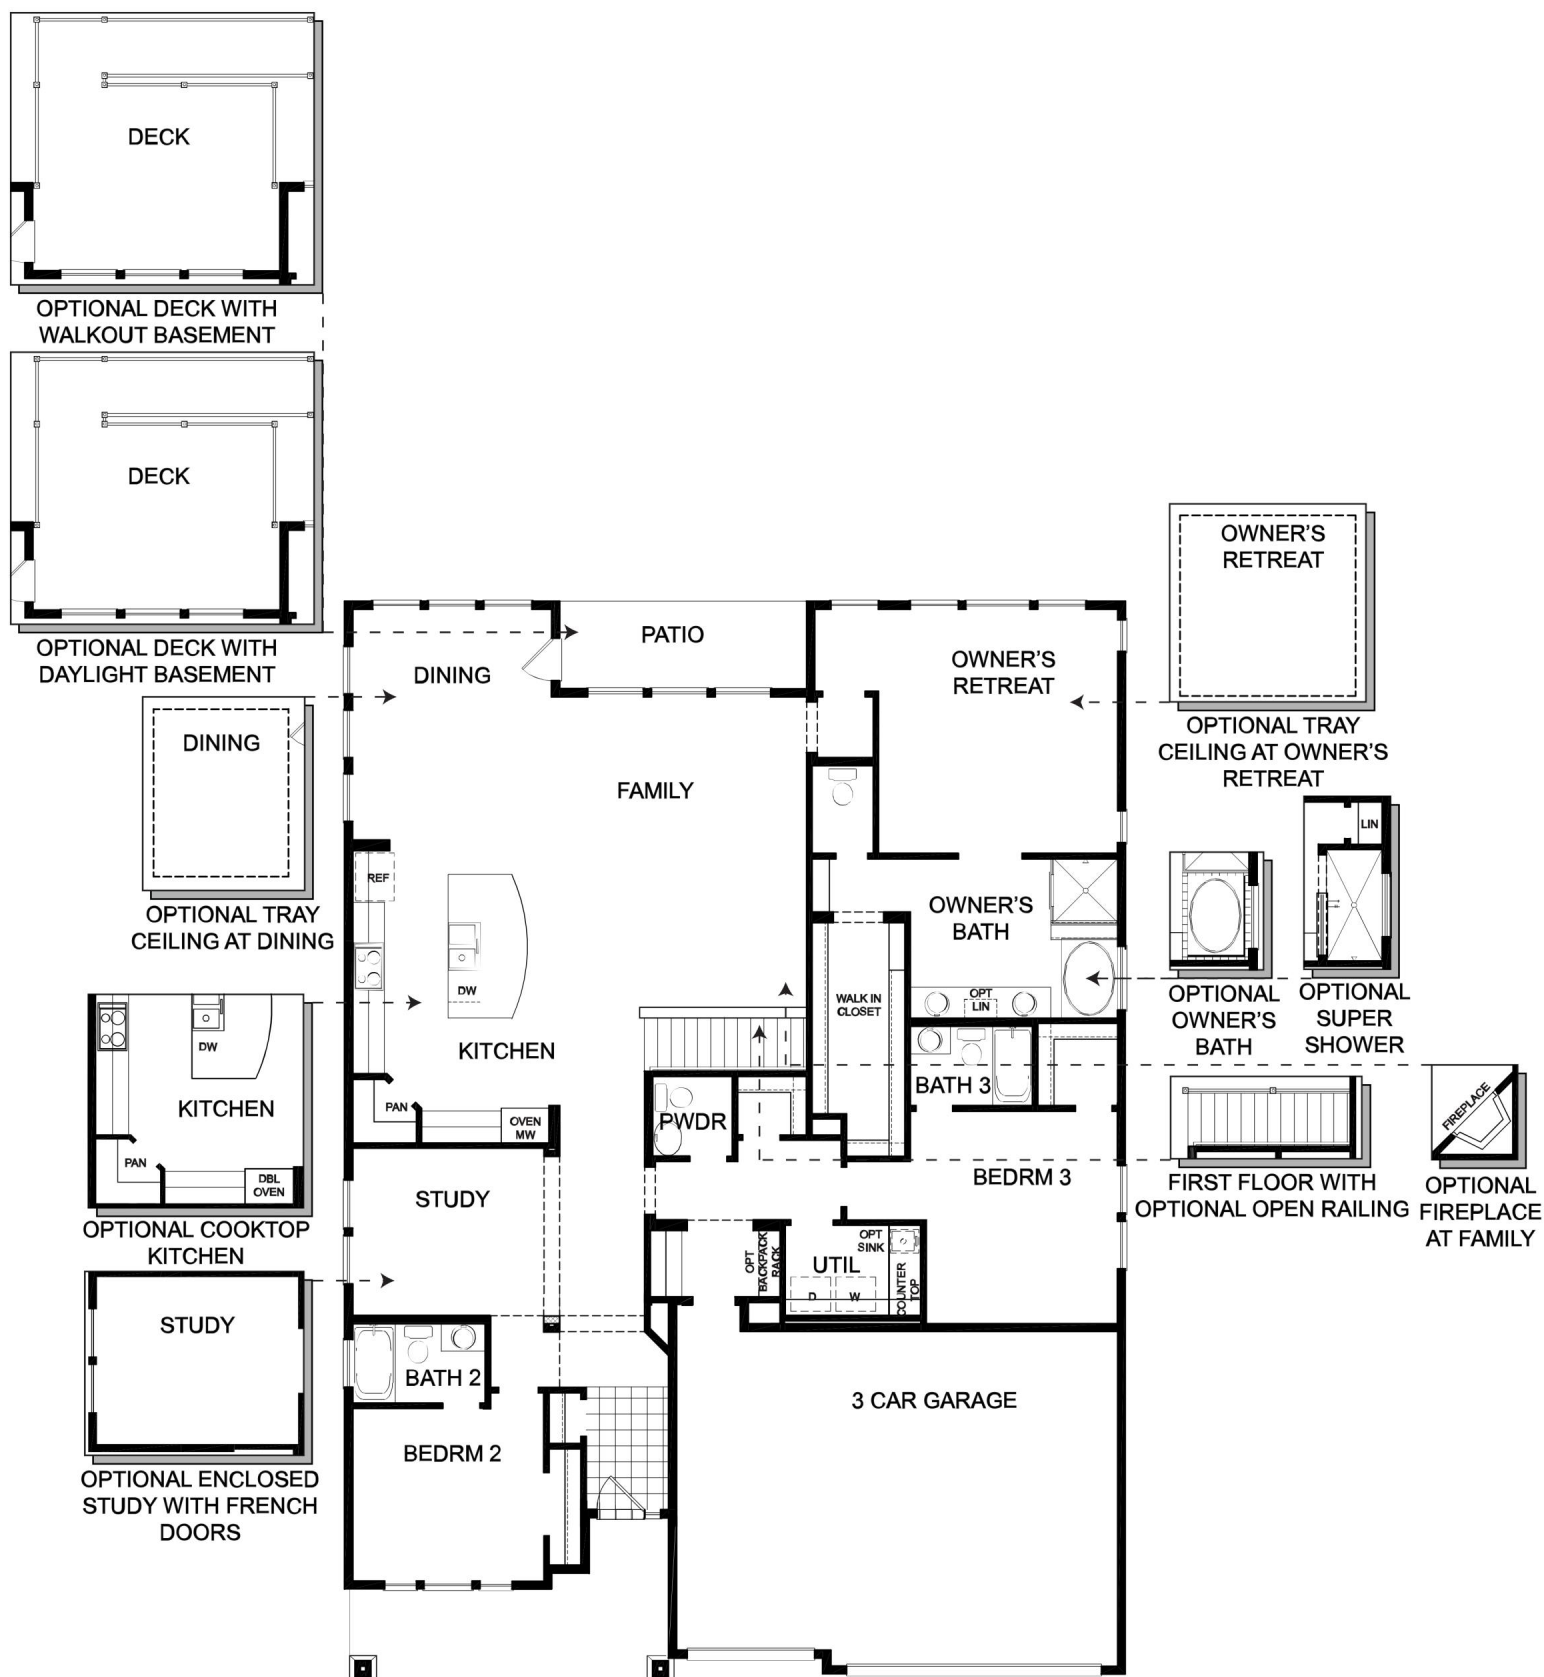 DECK
OPTIONAL DECK WITH
WALKOUT BASEMENT
DECK
OPTIONAL DECK WITH
DAYLIGHT BASEMENT
DINING
OPTIONAL TRAY
CEILING AT DINING
DW
KITCHEN
PAN
DBL
OVEN
OPTIONAL COOKTOP
KITCHEN
STUDY
OPTIONAL ENCLOSED
STUDY WITH FRENCH
DOORS
PATIO
DINING
FAMILY
REF
DW
KITCHEN
PAN
OVEN
MW
STUDY
BATH 2
BEDRM 2
OWNER'S
RETREAT
OWNER'S
BATH
WALK IN
CLOSET
OPT
LIN
BATH 3
PWDR
BEDRM 3
OPT
BACKPACK
RACK
UTIL
OPT
SINK
D
W
COUNTER
TOP
3 CAR GARAGE
OWNER'S
RETREAT
OPTIONAL TRAY
CEILING AT OWNER'S
RETREAT
OPTIONAL
OWNER'S
BATH
LIN
OPTIONAL
SUPER
SHOWER
FIRST FLOOR WITH
OPTIONAL OPEN RAILING
FIREPLACE
OPTIONAL
FIREPLACE
AT FAMILY